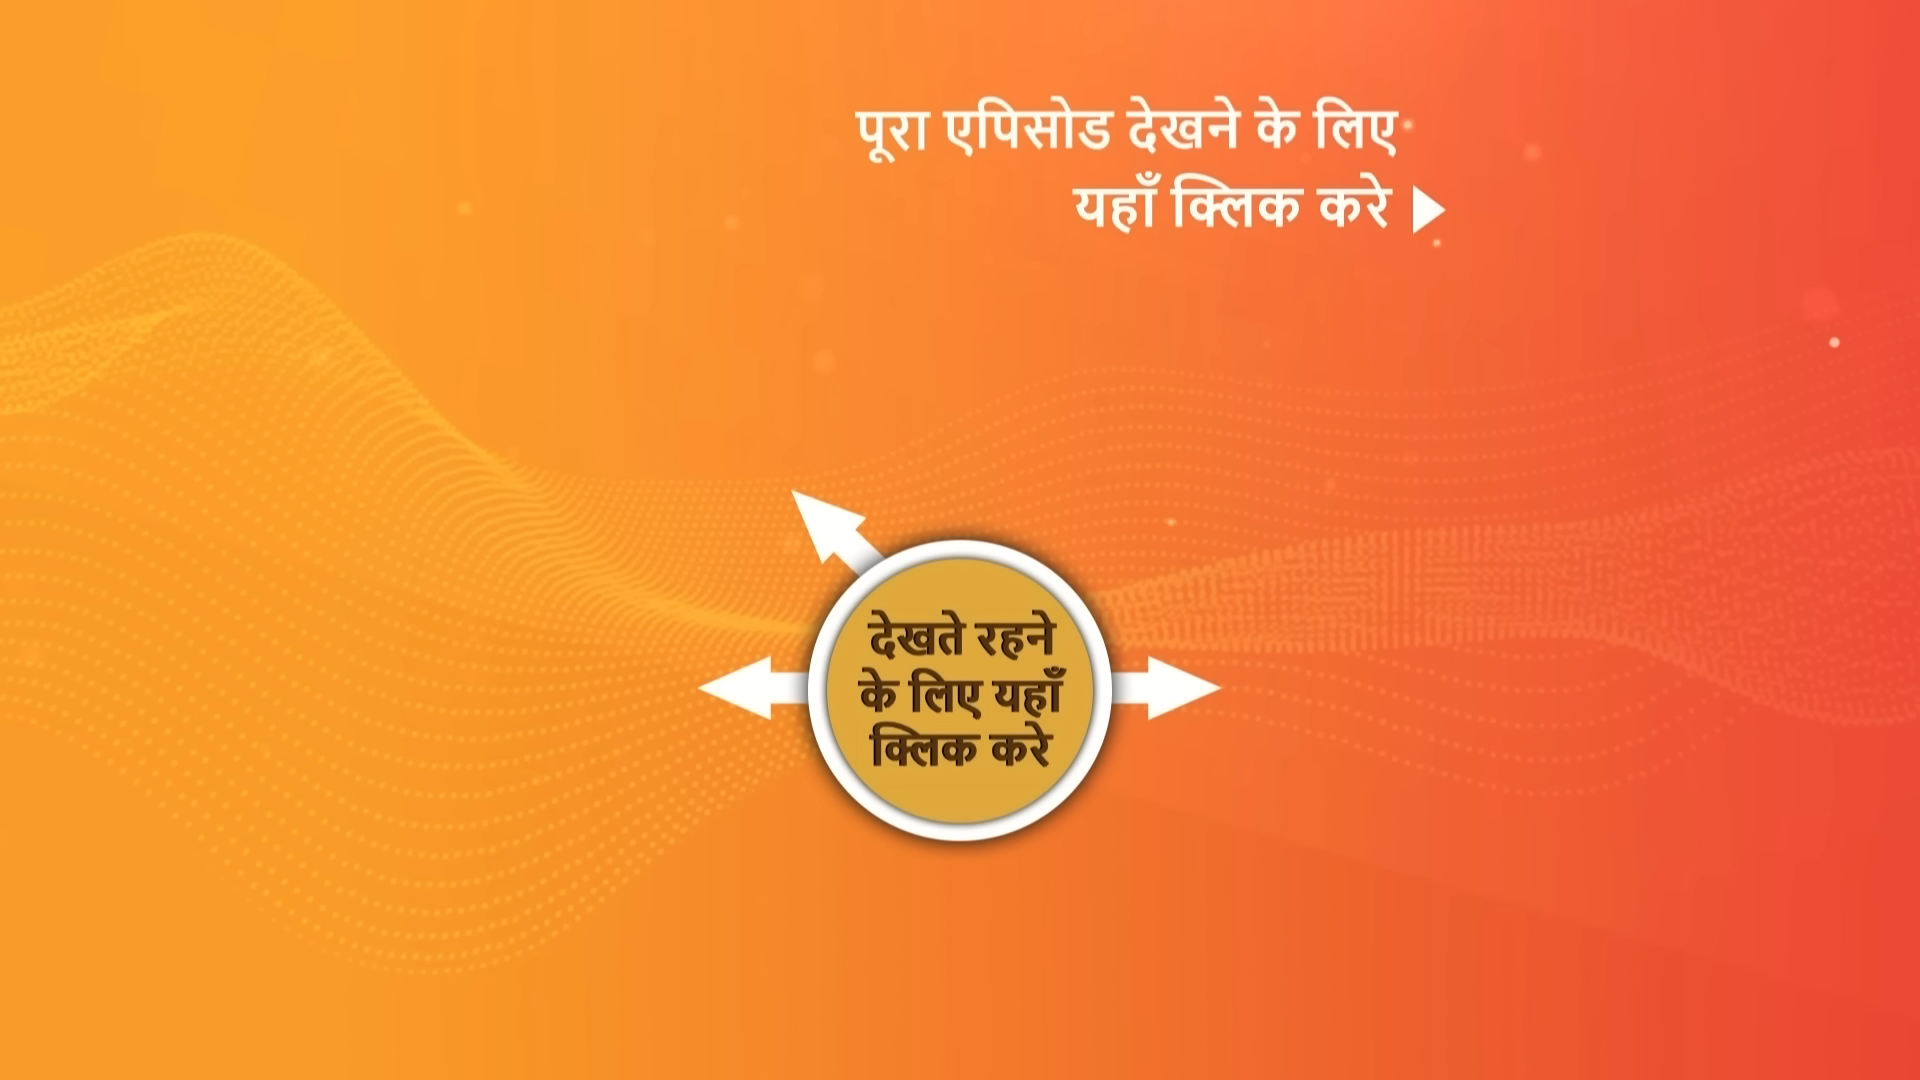 पूरा एपिसोड देखने के लिए
यहाँ क्लिक करे
देखते रहने
के लिए यहाँ
क्लिक करे